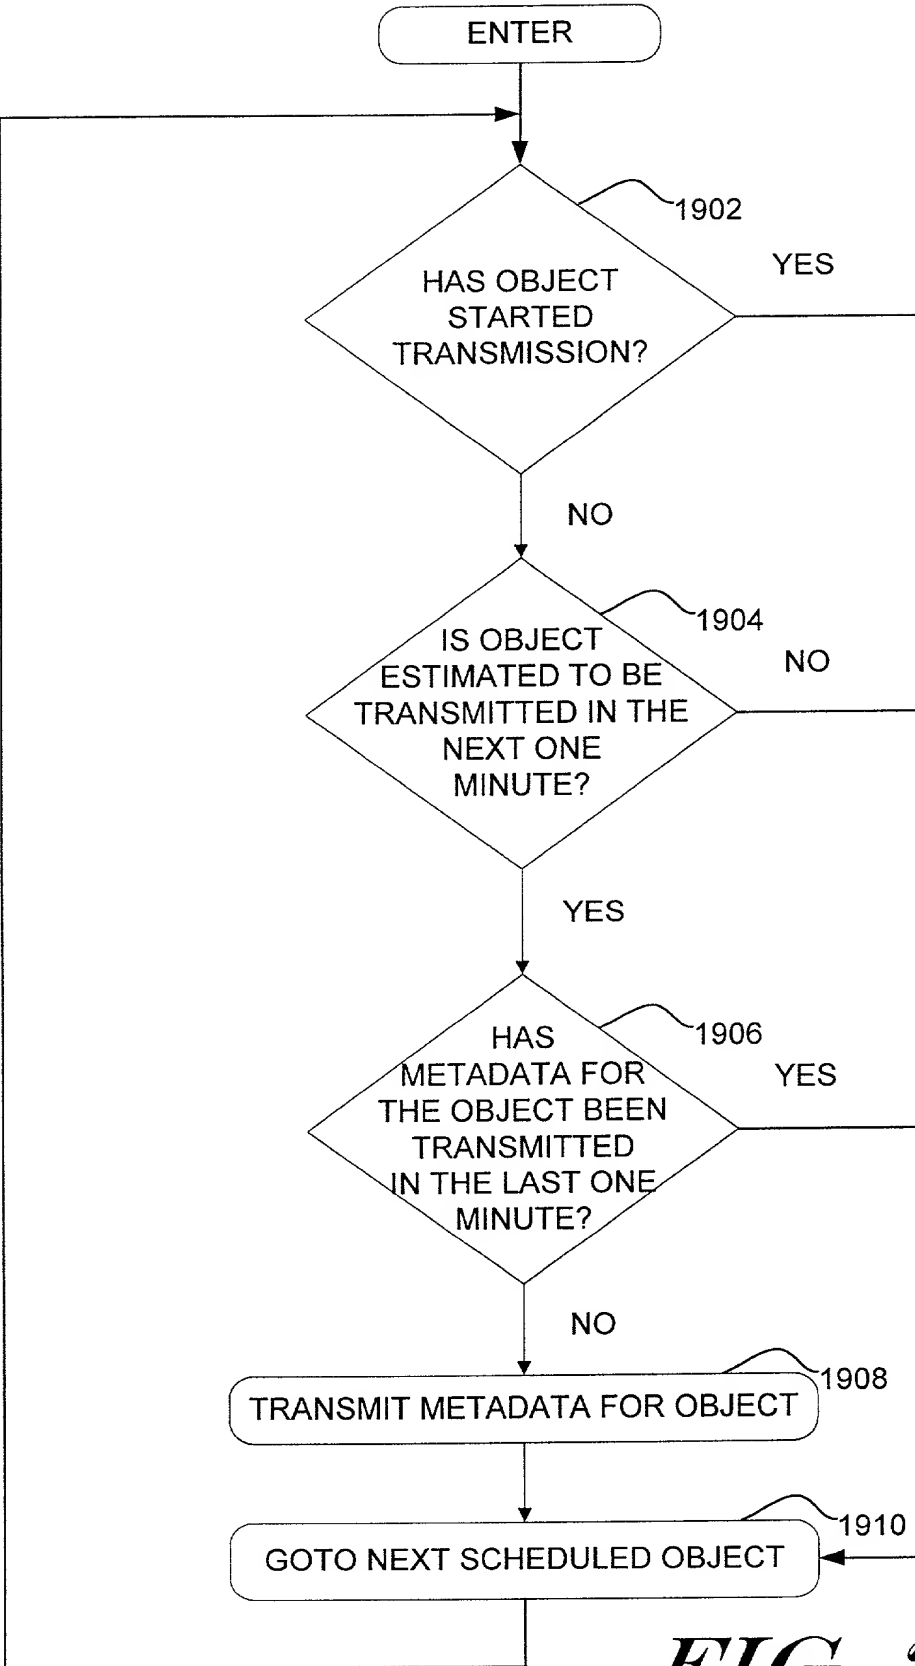 ENTER
1902
YES
HAS OBJECT
STARTED
TRANSMISSION?
NO
1904
IS OBJECT
ESTIMATED TO BE
TRANSMITTED IN THE
NEXT ONE
MINUTE?
NO
YES
1906
HAS
METADATA FOR
THE OBJECT BEEN
TRANSMITTED
IN THE LAST ONE
MINUTE?
YES
NO
1908
TRANSMIT METADATA FOR OBJECT
1910
GOTO NEXT SCHEDULED OBJECT
FIG.